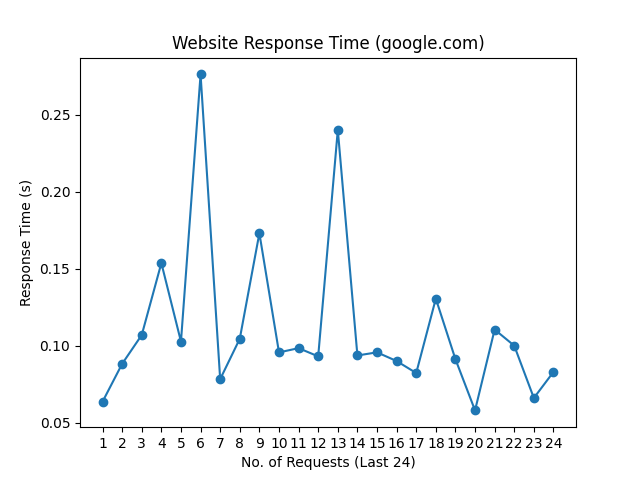 Website Response Time (google.com)
Response Time (s)
0.25
0.20
0.15
0.10
0.05
1 2 3 4 5 6 7 8 9 10 11 12 13 14 15 16 17 18 19 20 21 22 23 24
No. of Requests (Last 24)